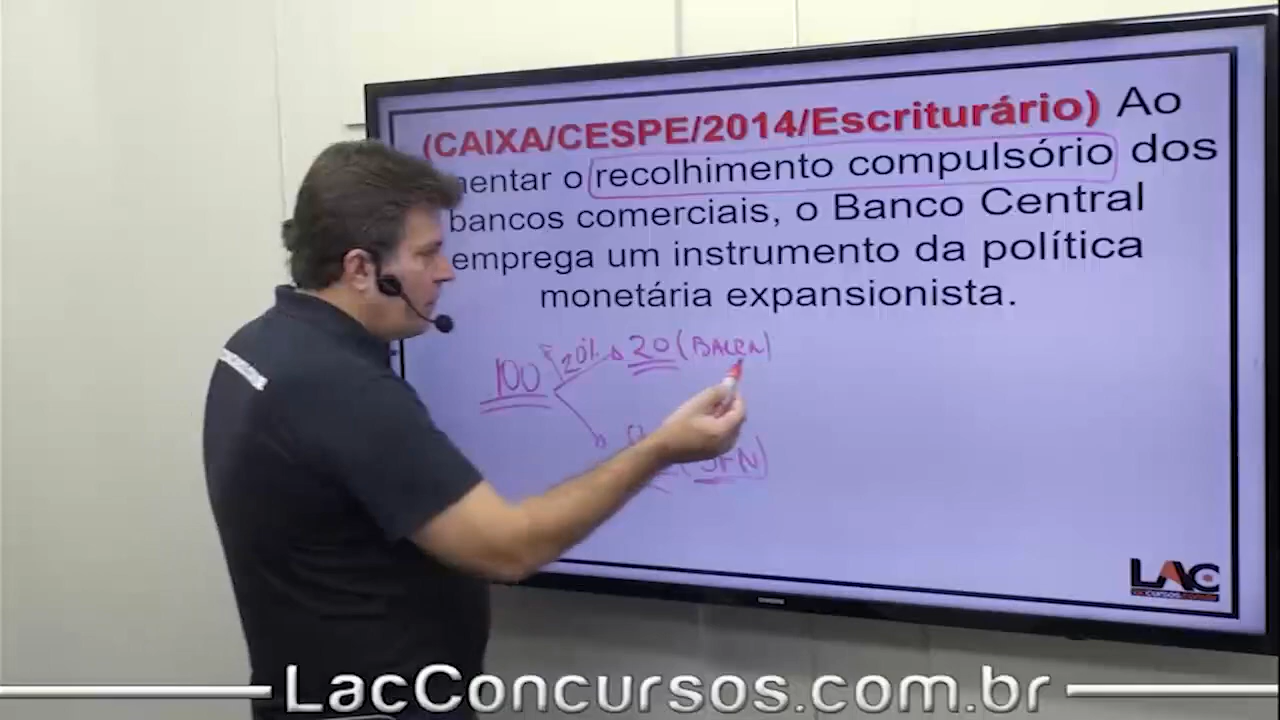 (CAIXA/CESPE/2014/Escriturário) Ao
mentar o recolhimento compulsório dos
bancos comerciais, o Banco Central
emprega um instrumento da política
monetária expansionista.
100 20% 20 (BACEN)
SFN)
LAC
LacConcursos.com.br